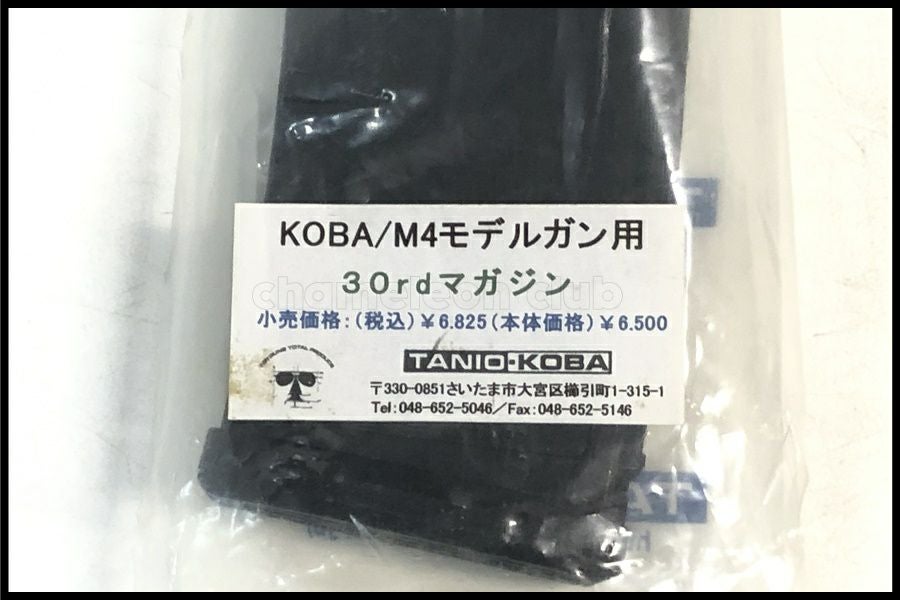 KOBA/M4モデルガン用
30rdマガジン
chameleon club
小売価格:(税込)¥6.825(本体価格)¥6.500
TANIO-KOBA
〒330-0851さいたま市大宮区櫛引町1-315-1
Tel:048-652-5046/Fax:048-652-5146
TA